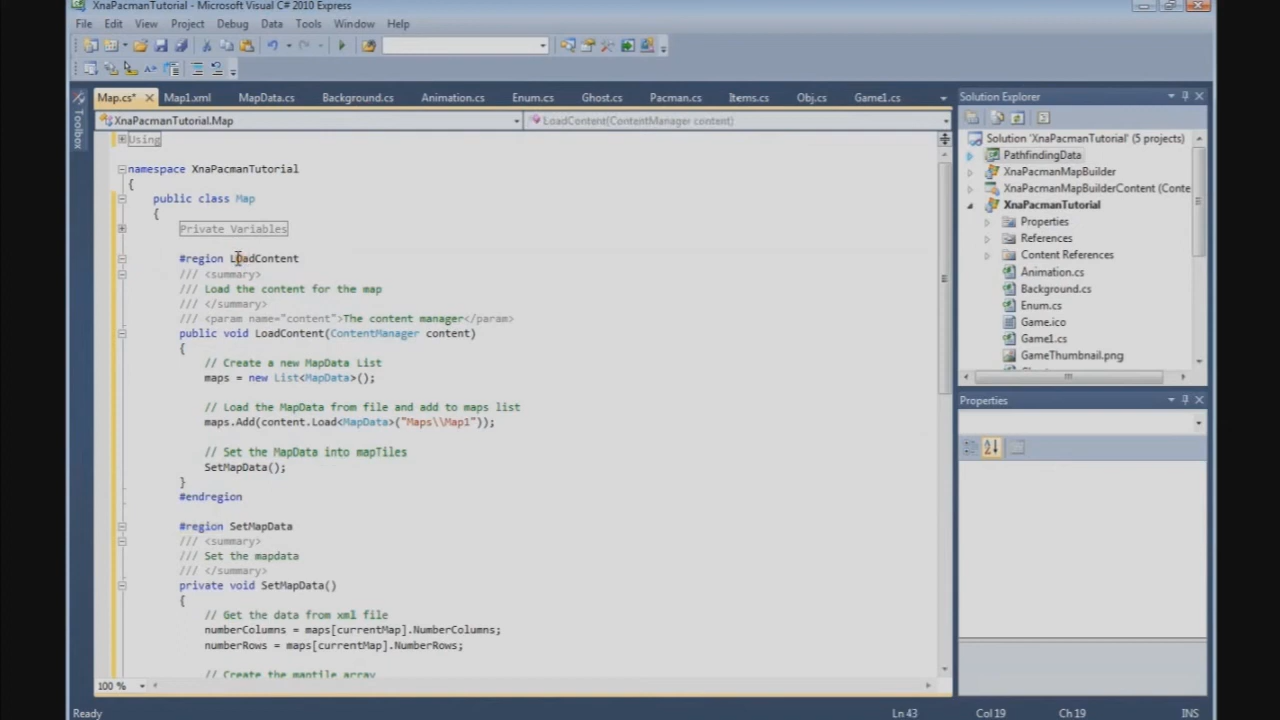 XnaPacmanTutorial - Microsoft Visual C# 2010 Express
File Edit View Project Debug Data Tools Window Help
Map.cs* Map1.xml MapData.cs Background.cs Animation.cs Enum.cs Ghost.cs Pacman.cs Items.cs Obj.cs Game1.cs
XnaPacmanTutorial.Map LoadContent(ContentManager content)
Toolbox
Using
namespace XnaPacmanTutorial
{
public class Map
{
Private Variables
#region LoadContent
/// <summary>
/// Load the content for the map
/// </summary>
/// <param name="content">The content manager</param>
public void LoadContent(ContentManager content)
{
// Create a new MapData List
maps = new List<MapData>();
// Load the MapData from file and add to maps list
maps.Add(content.Load<MapData>("Maps\\Map1"));
// Set the MapData into mapTiles
SetMapData();
}
#endregion
#region SetMapData
/// <summary>
/// Set the mapdata
/// </summary>
private void SetMapData()
{
// Get the data from xml file
numberColumns = maps[currentMap].NumberColumns;
numberRows = maps[currentMap].NumberRows;
// Create the maptile array
100 %
Solution Explorer
Solution 'XnaPacmanTutorial' (5 projects)
PathfindingData
XnaPacmanMapBuilder
XnaPacmanMapBuilderContent (Conte
XnaPacmanTutorial
Properties
References
Content References
Animation.cs
Background.cs
Enum.cs
Game.ico
Game1.cs
GameThumbnail.png
Properties
Ready Ln 43 Col 19 Ch 19 INS